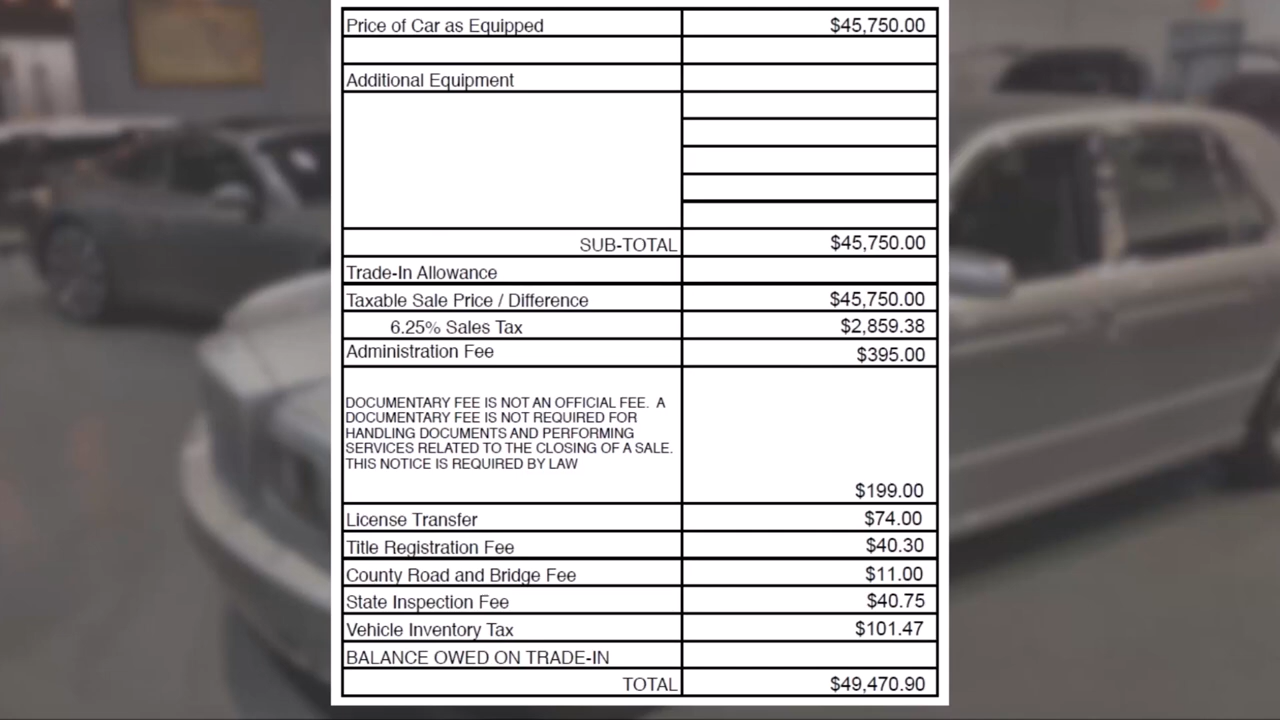 Price of Car as Equipped $45,750.00
Additional Equipment
SUB-TOTAL $45,750.00
Trade-In Allowance
Taxable Sale Price / Difference $45,750.00
6.25% Sales Tax $2,859.38
Administration Fee $395.00
DOCUMENTARY FEE IS NOT AN OFFICIAL FEE. A
DOCUMENTARY FEE IS NOT REQUIRED FOR
HANDLING DOCUMENTS AND PERFORMING
SERVICES RELATED TO THE CLOSING OF A SALE.
THIS NOTICE IS REQUIRED BY LAW
$199.00
License Transfer $74.00
Title Registration Fee $40.30
County Road and Bridge Fee $11.00
State Inspection Fee $40.75
Vehicle Inventory Tax $101.47
BALANCE OWED ON TRADE-IN
TOTAL $49,470.90